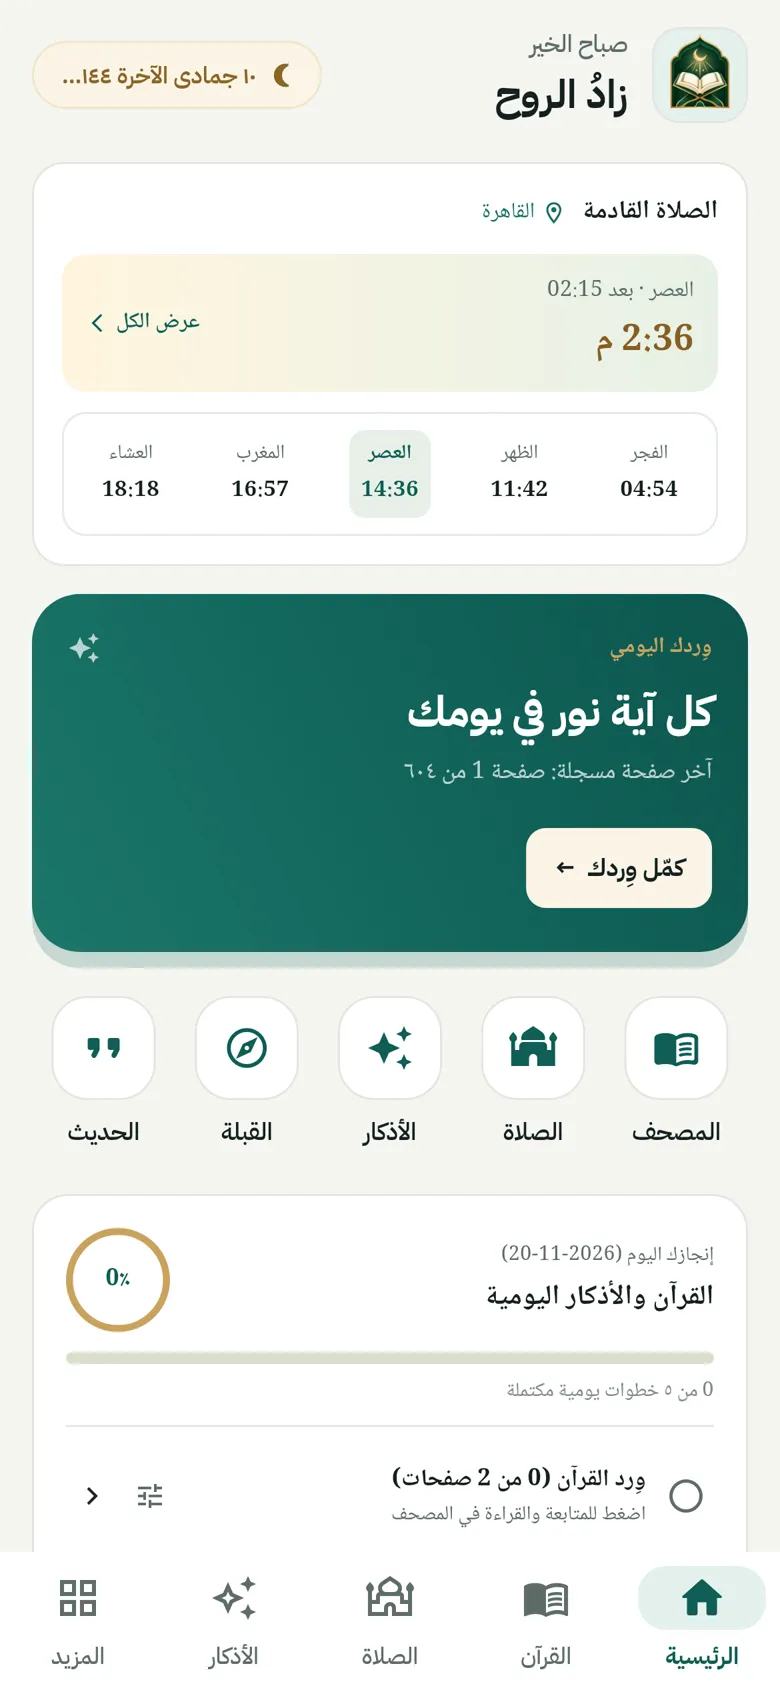 صباح الخير
زادُ الروح
١٠ جمادى الآخرة ١٤٤...
الصلاة القادمة
القاهرة
العصر · بعد 02:15
2:36 م
عرض الكل
الفجر
04:54
الظهر
11:42
العصر
14:36
المغرب
16:57
العشاء
18:18
وِردك اليومي
كل آية نور في يومك
آخر صفحة مسجلة: صفحة 1 من ٦٠٤
كمّل وِردك ←
المصحف
الصلاة
الأذكار
القبلة
الحديث
إنجازك اليوم (2026-11-20)
القرآن والأذكار اليومية
0٪
0 من ٥ خطوات يومية مكتملة
وِرد القرآن (0 من 2 صفحات)
اضغط للمتابعة والقراءة في المصحف
الرئيسية
القرآن
الصلاة
الأذكار
المزيد